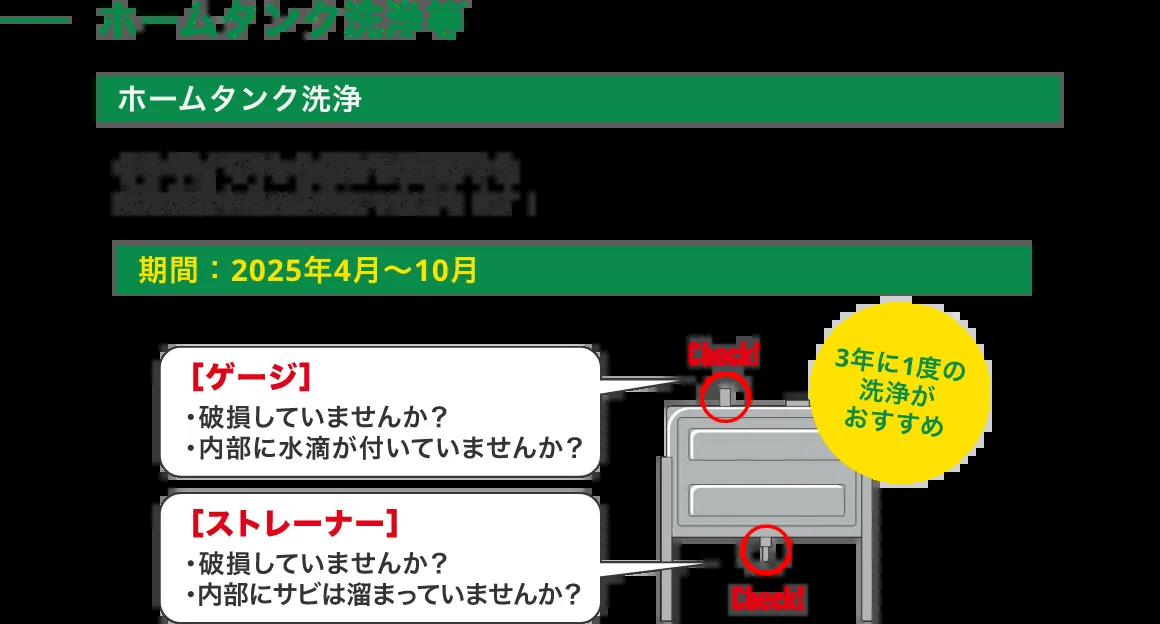 ホームタンク洗浄等
ホームタンク洗浄
期間：2025年4月～10月
3年に1度の
洗浄が
おすすめ
Check!
［ゲージ］
・破損していませんか？
・内部に水滴が付いていませんか？
［ストレーナー］
・破損していませんか？
・内部にサビは溜まっていませんか？
Check!